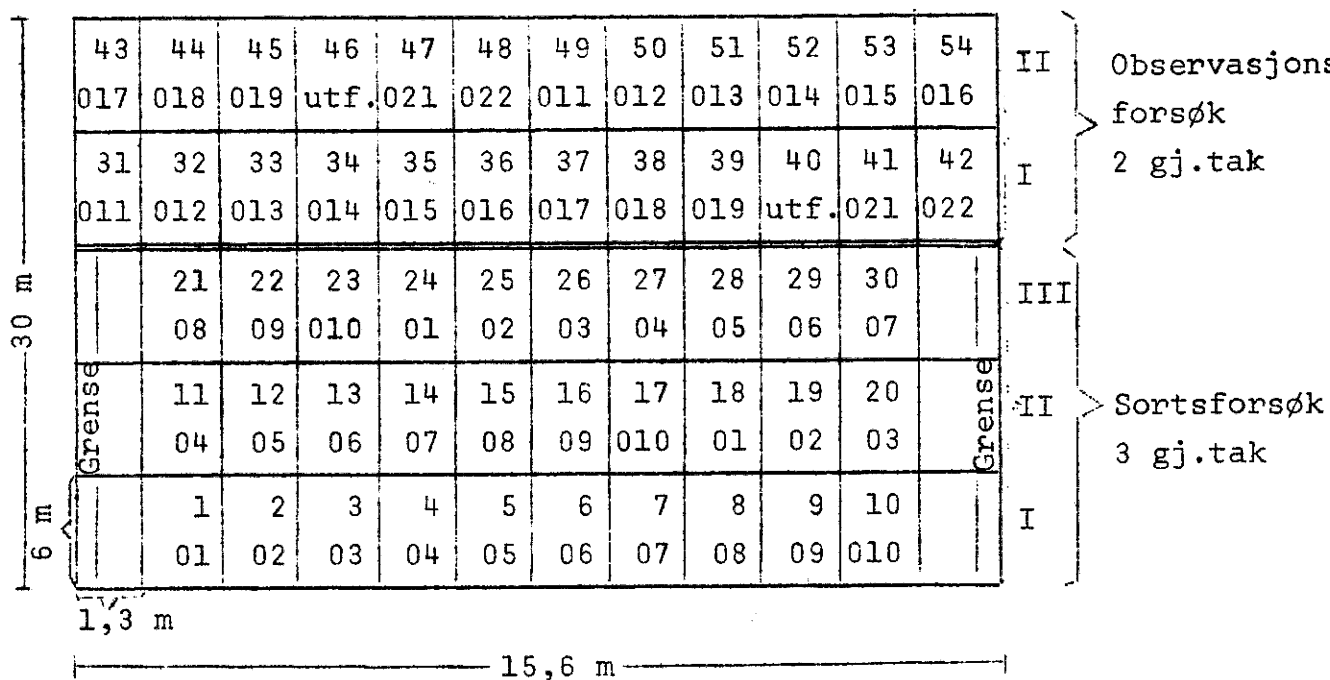 43 44 45 46 47 48 49 50 51 52 53 54
017 018 019 utf. 021 022 011 012 013 014 015 016
II
Observasjons
forsøk
2 gj.tak
31 32 33 34 35 36 37 38 39 40 41 42
011 012 013 014 015 016 017 018 019 utf. 021 022
I
21 22 23 24 25 26 27 28 29 30
08 09 010 01 02 03 04 05 06 07
III
11 12 13 14 15 16 17 18 19 20
04 05 06 07 08 09 010 01 02 03
II
Grense
Grense
Sortsforsøk
3 gj.tak
1 2 3 4 5 6 7 8 9 10
01 02 03 04 05 06 07 08 09 010
I
30 m
6 m
1,3 m
15,6 m